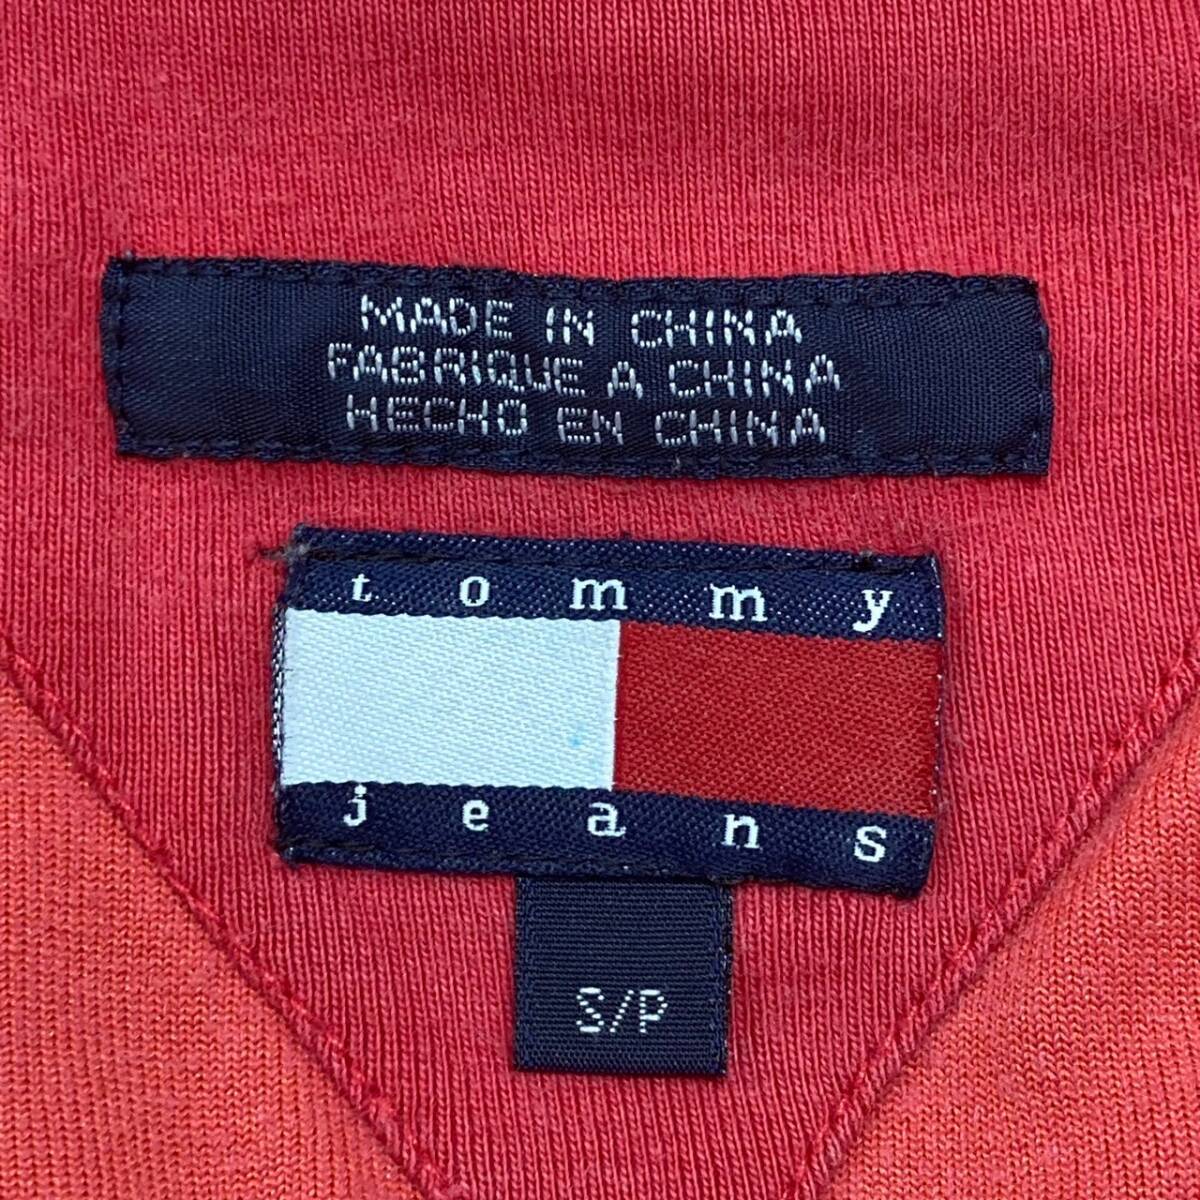 MADE IN CHINA
FABRIQUE A CHINA
HECHO EN CHINA
tommy
jeans
S/P